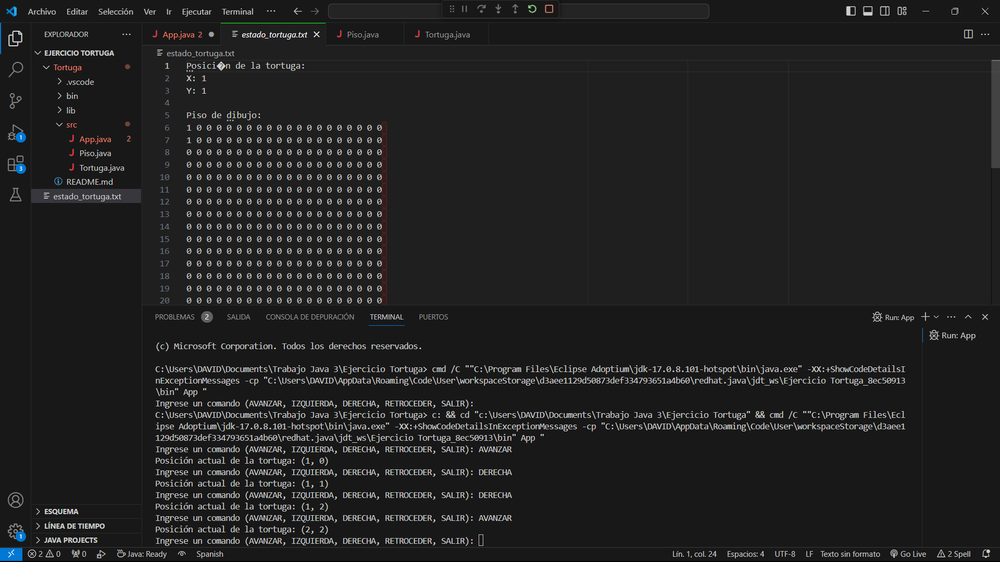 Archivo Editar Selección Ver Ir Ejecutar Terminal ···
EXPLORADOR ···
EJERCICIO TORTUGA
Tortuga
.vscode
bin
lib
src
App.java 2
Piso.java
Tortuga.java
README.md
estado_tortuga.txt
ESQUEMA
LÍNEA DE TIEMPO
JAVA PROJECTS
1
3
1
App.java 2 estado_tortuga.txt Piso.java Tortuga.java
estado_tortuga.txt
1 Posici�n de la tortuga:
2 X: 1
3 Y: 1
4
5 Piso de dibujo:
6 1 0 0 0 0 0 0 0 0 0 0 0 0 0 0 0 0 0 0 0
7 1 0 0 0 0 0 0 0 0 0 0 0 0 0 0 0 0 0 0 0
8 0 0 0 0 0 0 0 0 0 0 0 0 0 0 0 0 0 0 0 0
9 0 0 0 0 0 0 0 0 0 0 0 0 0 0 0 0 0 0 0 0
10 0 0 0 0 0 0 0 0 0 0 0 0 0 0 0 0 0 0 0 0
11 0 0 0 0 0 0 0 0 0 0 0 0 0 0 0 0 0 0 0 0
12 0 0 0 0 0 0 0 0 0 0 0 0 0 0 0 0 0 0 0 0
13 0 0 0 0 0 0 0 0 0 0 0 0 0 0 0 0 0 0 0 0
14 0 0 0 0 0 0 0 0 0 0 0 0 0 0 0 0 0 0 0 0
15 0 0 0 0 0 0 0 0 0 0 0 0 0 0 0 0 0 0 0 0
16 0 0 0 0 0 0 0 0 0 0 0 0 0 0 0 0 0 0 0 0
17 0 0 0 0 0 0 0 0 0 0 0 0 0 0 0 0 0 0 0 0
18 0 0 0 0 0 0 0 0 0 0 0 0 0 0 0 0 0 0 0 0
19 0 0 0 0 0 0 0 0 0 0 0 0 0 0 0 0 0 0 0 0
20 0 0 0 0 0 0 0 0 0 0 0 0 0 0 0 0 0 0 0 0
PROBLEMAS 2 SALIDA CONSOLA DE DEPURACIÓN TERMINAL PUERTOS Run: App
Run: App
(c) Microsoft Corporation. Todos los derechos reservados.
C:\Users\DAVID\Documents\Trabajo Java 3\Ejercicio Tortuga> cmd /C ""C:\Program Files\Eclipse Adoptium\jdk-17.0.8.101-hotspot\bin\java.exe" -XX:+ShowCodeDetailsI
nExceptionMessages -cp "C:\Users\DAVID\AppData\Roaming\Code\User\workspaceStorage\d3aee1129d50873def334793651a4b60\redhat.java\jdt_ws\Ejercicio Tortuga_8ec50913
\bin" App "
Ingrese un comando (AVANZAR, IZQUIERDA, DERECHA, RETROCEDER, SALIR):
C:\Users\DAVID\Documents\Trabajo Java 3\Ejercicio Tortuga> c: && cd "c:\Users\DAVID\Documents\Trabajo Java 3\Ejercicio Tortuga" && cmd /C ""C:\Program Files\Ecl
ipse Adoptium\jdk-17.0.8.101-hotspot\bin\java.exe" -XX:+ShowCodeDetailsInExceptionMessages -cp "C:\Users\DAVID\AppData\Roaming\Code\User\workspaceStorage\d3aee1
129d50873def334793651a4b60\redhat.java\jdt_ws\Ejercicio Tortuga_8ec50913\bin" App "
Ingrese un comando (AVANZAR, IZQUIERDA, DERECHA, RETROCEDER, SALIR): AVANZAR
Posición actual de la tortuga: (1, 0)
Ingrese un comando (AVANZAR, IZQUIERDA, DERECHA, RETROCEDER, SALIR): DERECHA
Posición actual de la tortuga: (1, 1)
Ingrese un comando (AVANZAR, IZQUIERDA, DERECHA, RETROCEDER, SALIR): DERECHA
Posición actual de la tortuga: (1, 2)
Ingrese un comando (AVANZAR, IZQUIERDA, DERECHA, RETROCEDER, SALIR): AVANZAR
Posición actual de la tortuga: (2, 2)
Ingrese un comando (AVANZAR, IZQUIERDA, DERECHA, RETROCEDER, SALIR):
2 0 0 Java: Ready Spanish Lín. 1, col. 24 Espacios: 4 UTF-8 LF Texto sin formato Go Live 2 Spell